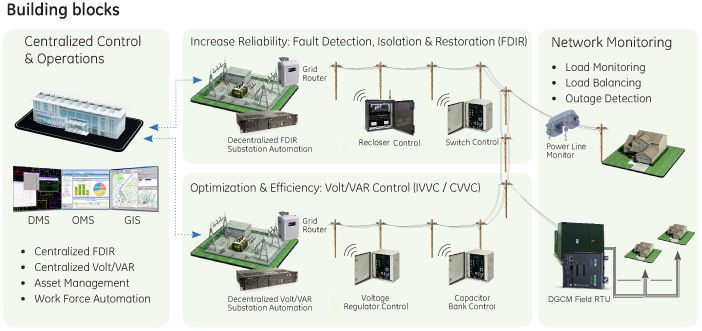 Building blocks
Centralized Control
& Operations
DMS OMS GIS
• Centralized FDIR
• Centralized Volt/VAR
• Asset Management
• Work Force Automation
Increase Reliability: Fault Detection, Isolation & Restoration (FDIR)
Grid
Router
Decentralized FDIR
Substation Automation
Recloser Control
Switch Control
Optimization & Efficiency: Volt/VAR Control (IVVC / CVVC)
Grid
Router
Decentralized Volt/VAR
Substation Automation
Voltage
Regulator Control
Capacitor
Bank Control
Network Monitoring
• Load Monitoring
• Load Balancing
• Outage Detection
Power Line
Monitor
DGCM Field RTU